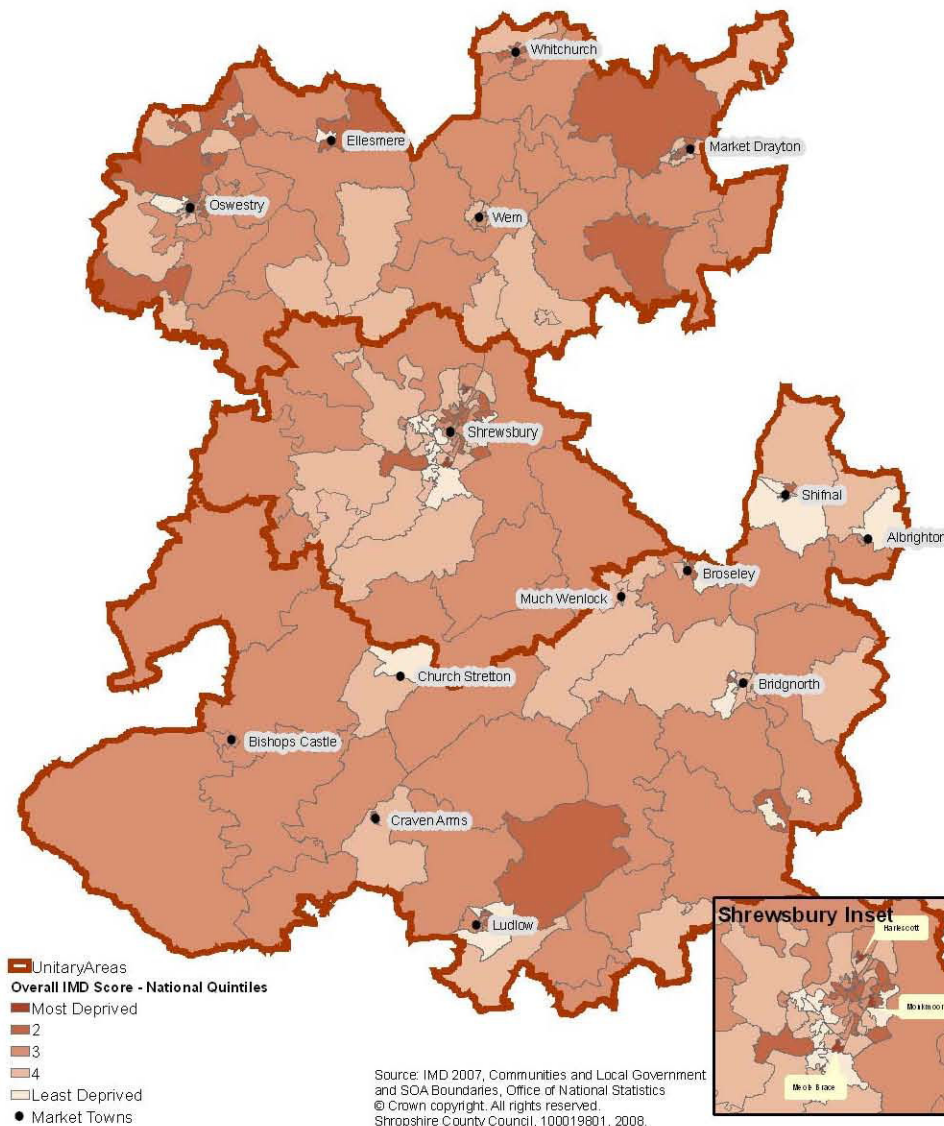 Whitchurch
Ellesmere
Market Drayton
Oswestry
Wem
Shrewsbury
Shifnal
Albrighton
Broseley
Much Wenlock
Church Stretton
Bridgnorth
Bishops Castle
Craven Arms
Ludlow
Shrewsbury Inset
Harlescott
Monkmoor
Meole Brace
UnitaryAreas
Overall IMD Score - National Quintiles
Most Deprived
2
3
4
Least Deprived
Market Towns
Source: IMD 2007, Communities and Local Government
and SOA Boundaries, Office of National Statistics
© Crown copyright. All rights reserved.
Shropshire County Council. 100019801. 2008.